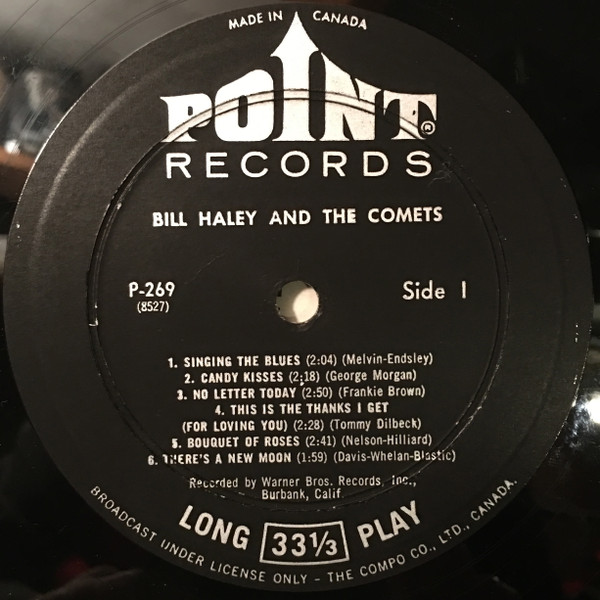 MADE IN CANADA
POINT ®
RECORDS
BILL HALEY AND THE COMETS
P-269
(8527)
Side 1
1. SINGING THE BLUES (2:04) (Melvin-Endsley)
2. CANDY KISSES (2:18) (George Morgan)
3. NO LETTER TODAY (2:50) (Frankie Brown)
4. THIS IS THE THANKS I GET
(FOR LOVING YOU) (2:28) (Tommy Dilbeck)
5. BOUQUET OF ROSES (2:41) (Nelson-Hilliard)
6. THERE'S A NEW MOON (1:59) (Davis-Whelan-Blastic)
Recorded by Warner Bros. Records, Inc.,
Burbank, Calif.
LONG 33⅓ PLAY
BROADCAST UNDER LICENSE ONLY - THE COMPO CO., LTD., CANADA.